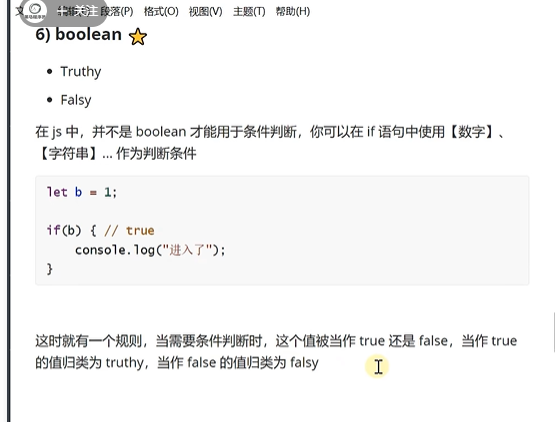 文 + 关注 段落(P) 格式(O) 视图(V) 主题(T) 帮助(H)
6) boolean
Truthy
Falsy
在 js 中，并不是 boolean 才能用于条件判断，你可以在 if 语句中使用【数字】、
【字符串】... 作为判断条件
let b = 1;
if(b) { // true
console.log("进入了");
}
这时就有一个规则，当需要条件判断时，这个值被当作 true 还是 false，当作 true
的值归类为 truthy，当作 false 的值归类为 falsy